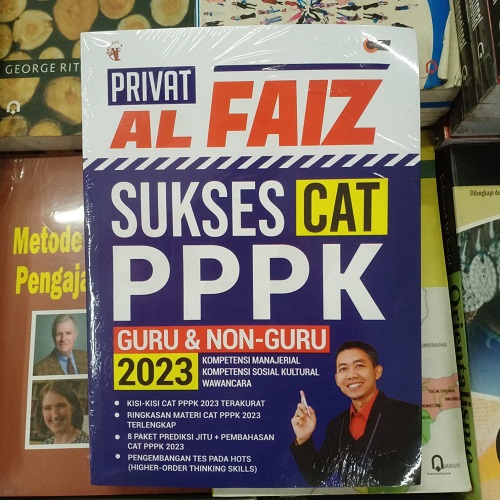 GEORGE RIT
PRIVAT
AL FAIZ
SUKSES CAT
PPPK
GURU & NON-GURU
2023
KOMPETENSI MANAJERIAL
KOMPETENSI SOSIAL KULTURAL
WAWANCARA
• KISI-KISI CAT PPPK 2023 TERAKURAT
• RINGKASAN MATERI CAT PPPK 2023
TERLENGKAP
• 8 PAKET PREDIKSI JITU + PEMBAHASAN
CAT PPPK 2023
• PENGEMBANGAN TES PADA HOTS
(HIGHER-ORDER THINKING SKILLS)
Metode
Pengaja
Dilengkapi d
Orientalisme